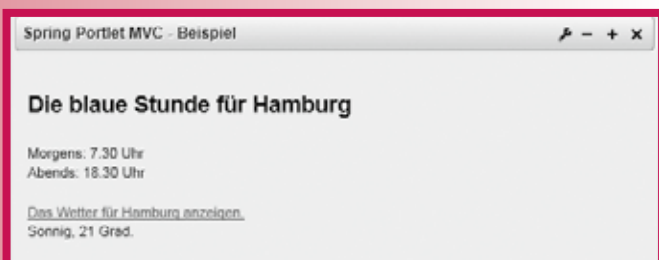 Spring Portlet MVC - Beispiel
Die blaue Stunde für Hamburg
Morgens: 7.30 Uhr
Abends: 18.30 Uhr
Das Wetter für Hamburg anzeigen.
Sonnig, 21 Grad.